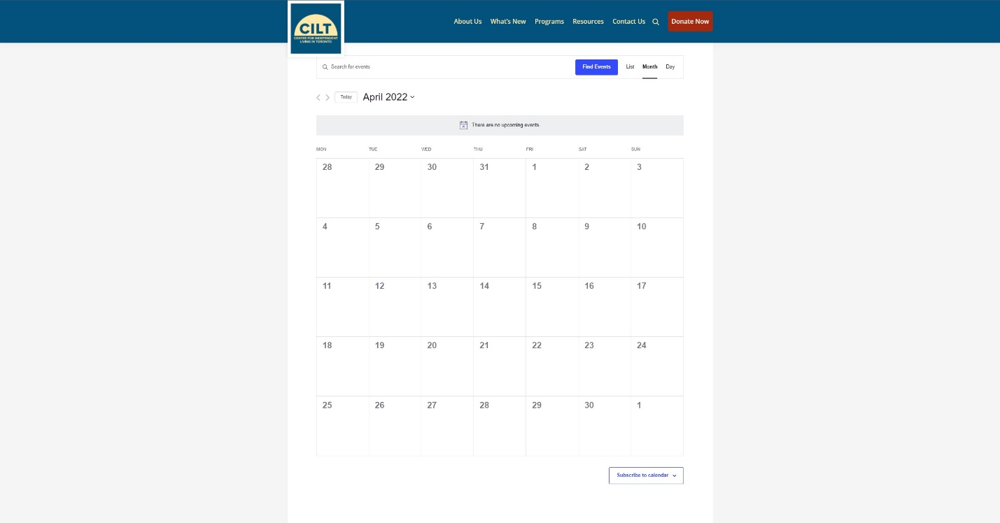 CILT
CENTRE FOR INDEPENDENT
LIVING IN TORONTO
About Us What's New Programs Resources Contact Us Donate Now
Search for events Find Events List Month Day
Today April 2022
There are no upcoming events.
MON TUE WED THU FRI SAT SUN
28 29 30 31 1 2 3
4 5 6 7 8 9 10
11 12 13 14 15 16 17
18 19 20 21 22 23 24
25 26 27 28 29 30 1
Subscribe to calendar